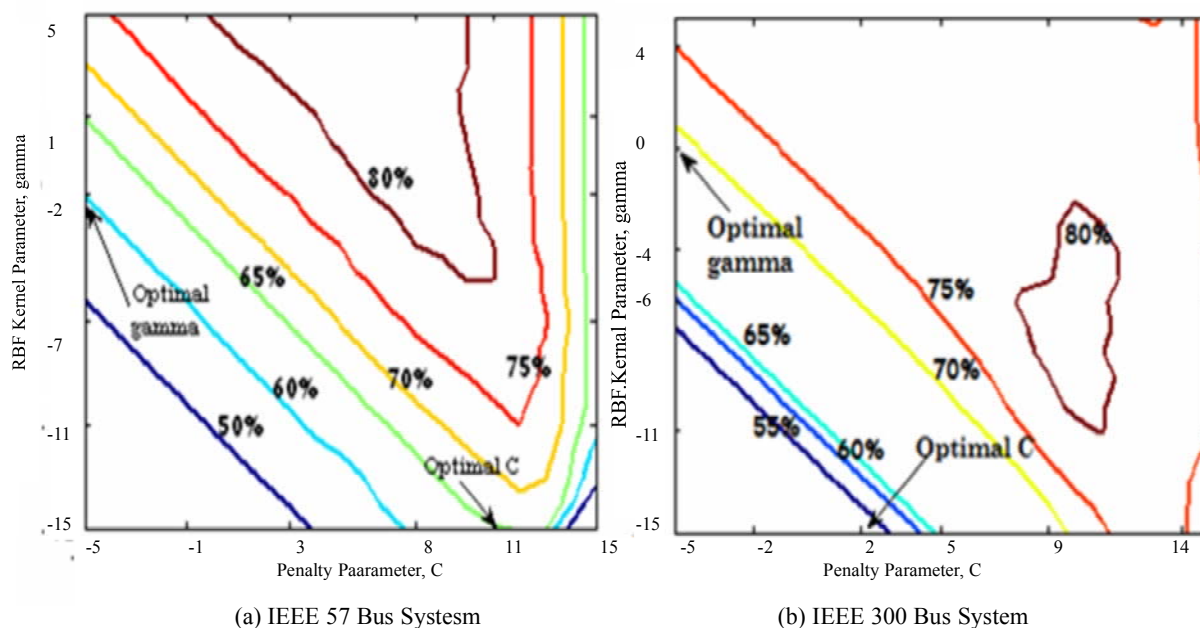 5
1
-2
-7
-11
-15
RBF Kernel Parameter, gamma
80%
65%
Optimal
gamma
75%
70%
60%
50%
Optimal C
-5 -1 3 8 11 15
Penalty Paarameter, C
(a) IEEE 57 Bus Systesm
4
0
-2
-4
-6
-11
-15
RBF.Kernal Parameter, gamma
Optimal
gamma
80%
75%
65%
70%
55%
60%
Optimal C
-5 -2 2 5 9 14
Penalty Parameter, C
(b) IEEE 300 Bus System